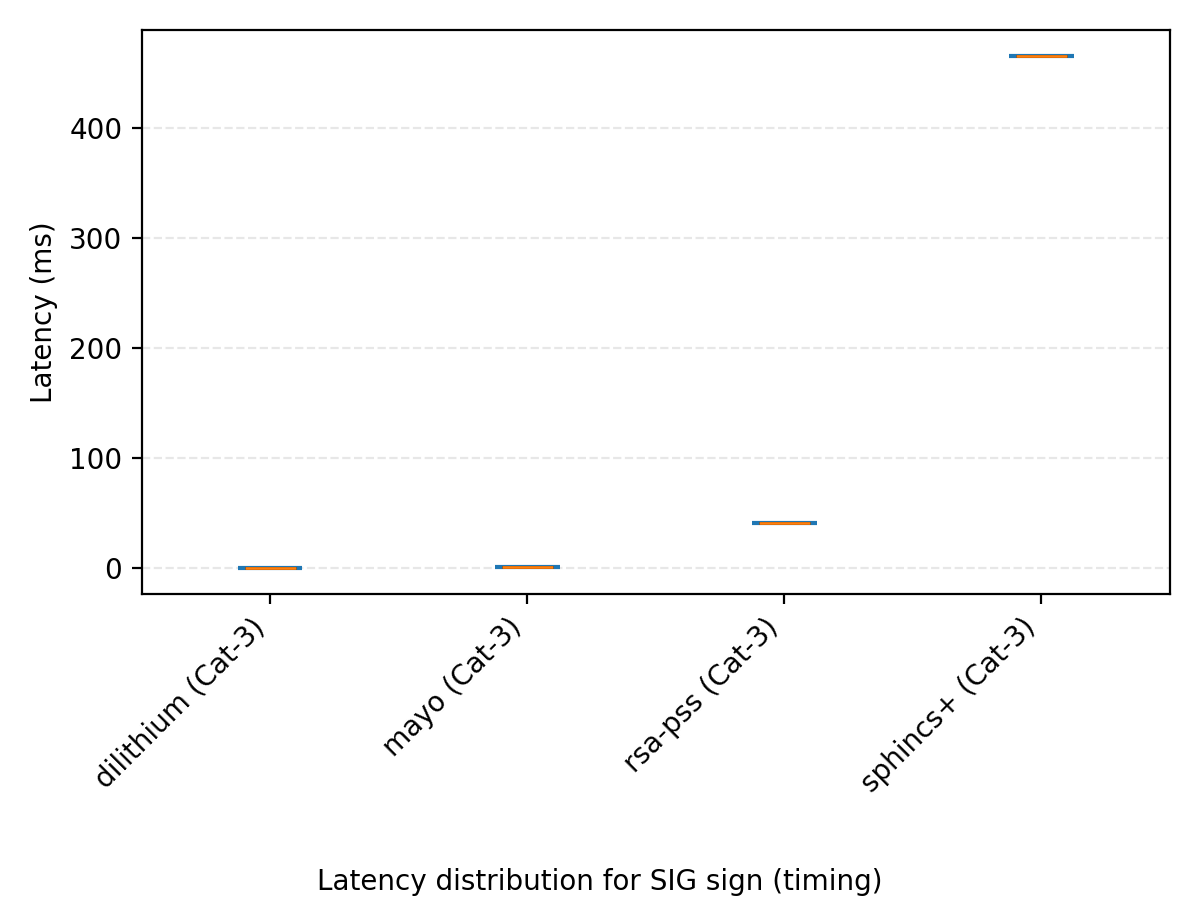 400
300
200
100
0
Latency (ms)
dilithium (Cat-3)
mayo (Cat-3)
rsa-pss (Cat-3)
sphincs+ (Cat-3)
Latency distribution for SIG sign (timing)